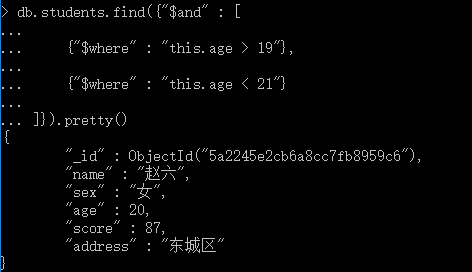 > db.students.find({"$and" : [
...
...     {"$where" : "this.age > 19"},
...
...     {"$where" : "this.age < 21"}
...
... ]}).pretty()
{
        "_id" : ObjectId("5a2245e2cb6a8cc7fb8959c6"),
        "name" : "赵六",
        "sex" : "女",
        "age" : 20,
        "score" : 87,
        "address" : "东城区"
}